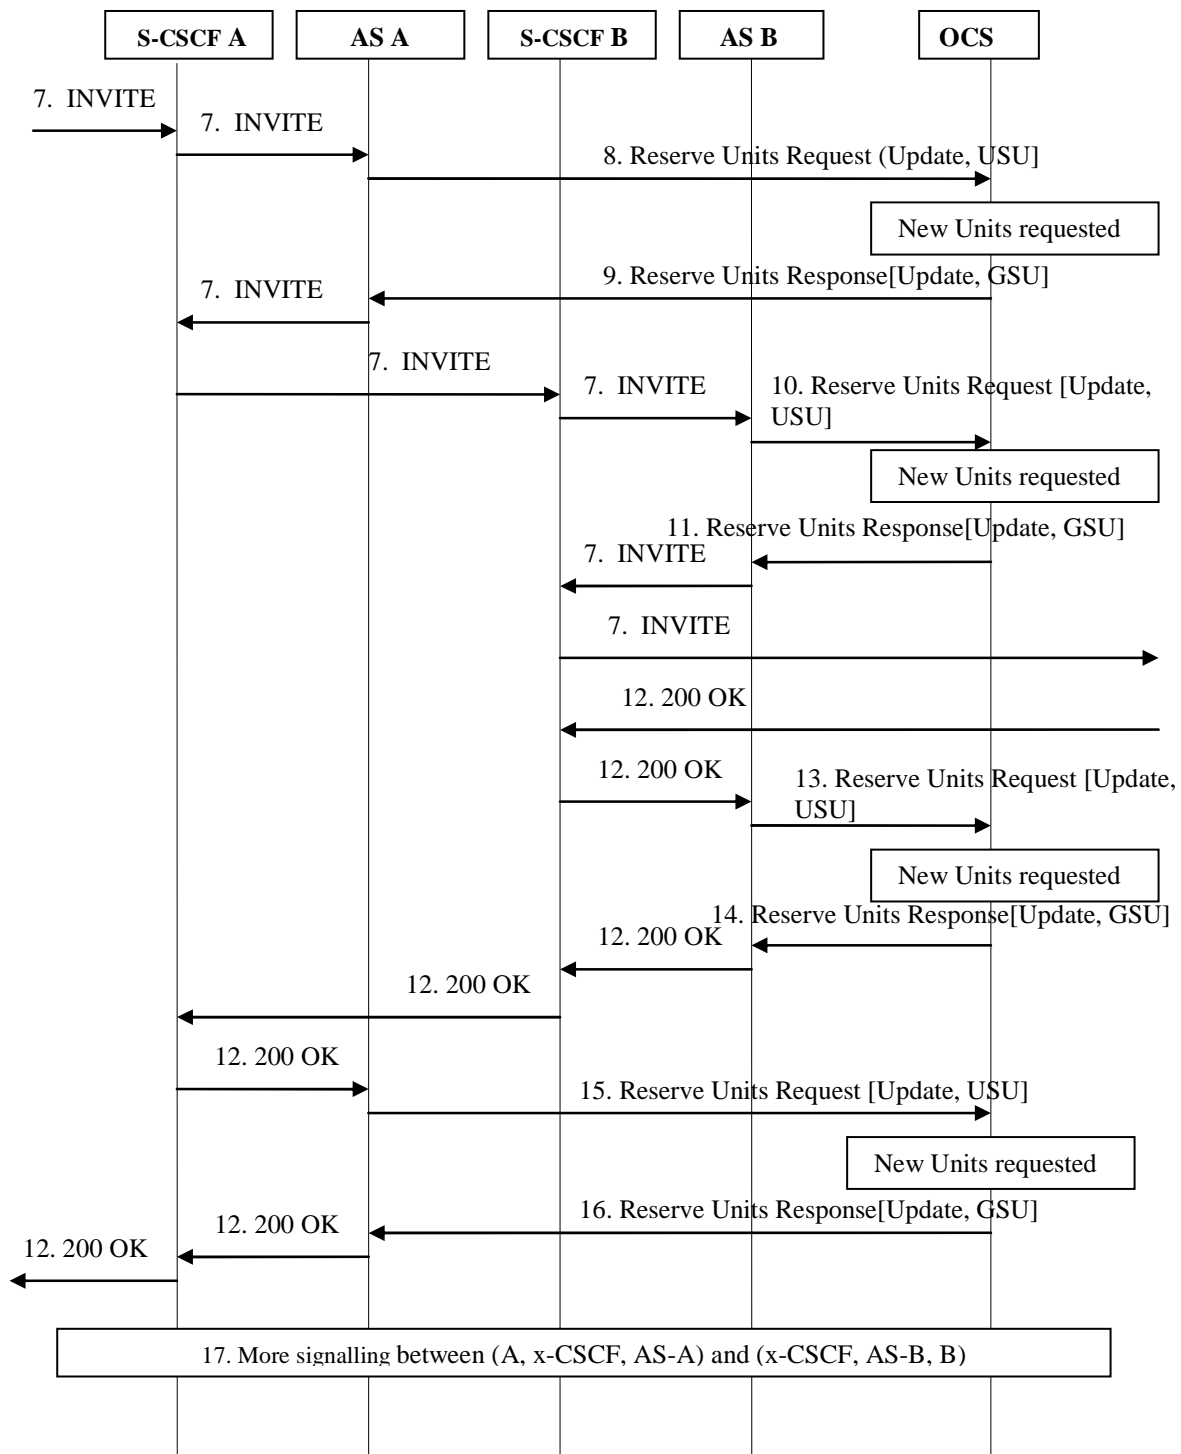 S-CSCF A
AS A
S-CSCF B
AS B
OCS
7.  INVITE
7.  INVITE
8. Reserve Units Request (Update, USU]
New Units requested
9. Reserve Units Response[Update, GSU]
7.  INVITE
7.  INVITE
7.  INVITE
10. Reserve Units Request [Update,
USU]
New Units requested
11. Reserve Units Response[Update, GSU]
7.  INVITE
7.  INVITE
12. 200 OK
12. 200 OK
13. Reserve Units Request [Update,
USU]
New Units requested
14. Reserve Units Response[Update, GSU]
12. 200 OK
12. 200 OK
12. 200 OK
15. Reserve Units Request [Update, USU]
New Units requested
16. Reserve Units Response[Update, GSU]
12. 200 OK
12. 200 OK
17. More signalling between (A, x-CSCF, AS-A) and (x-CSCF, AS-B, B)